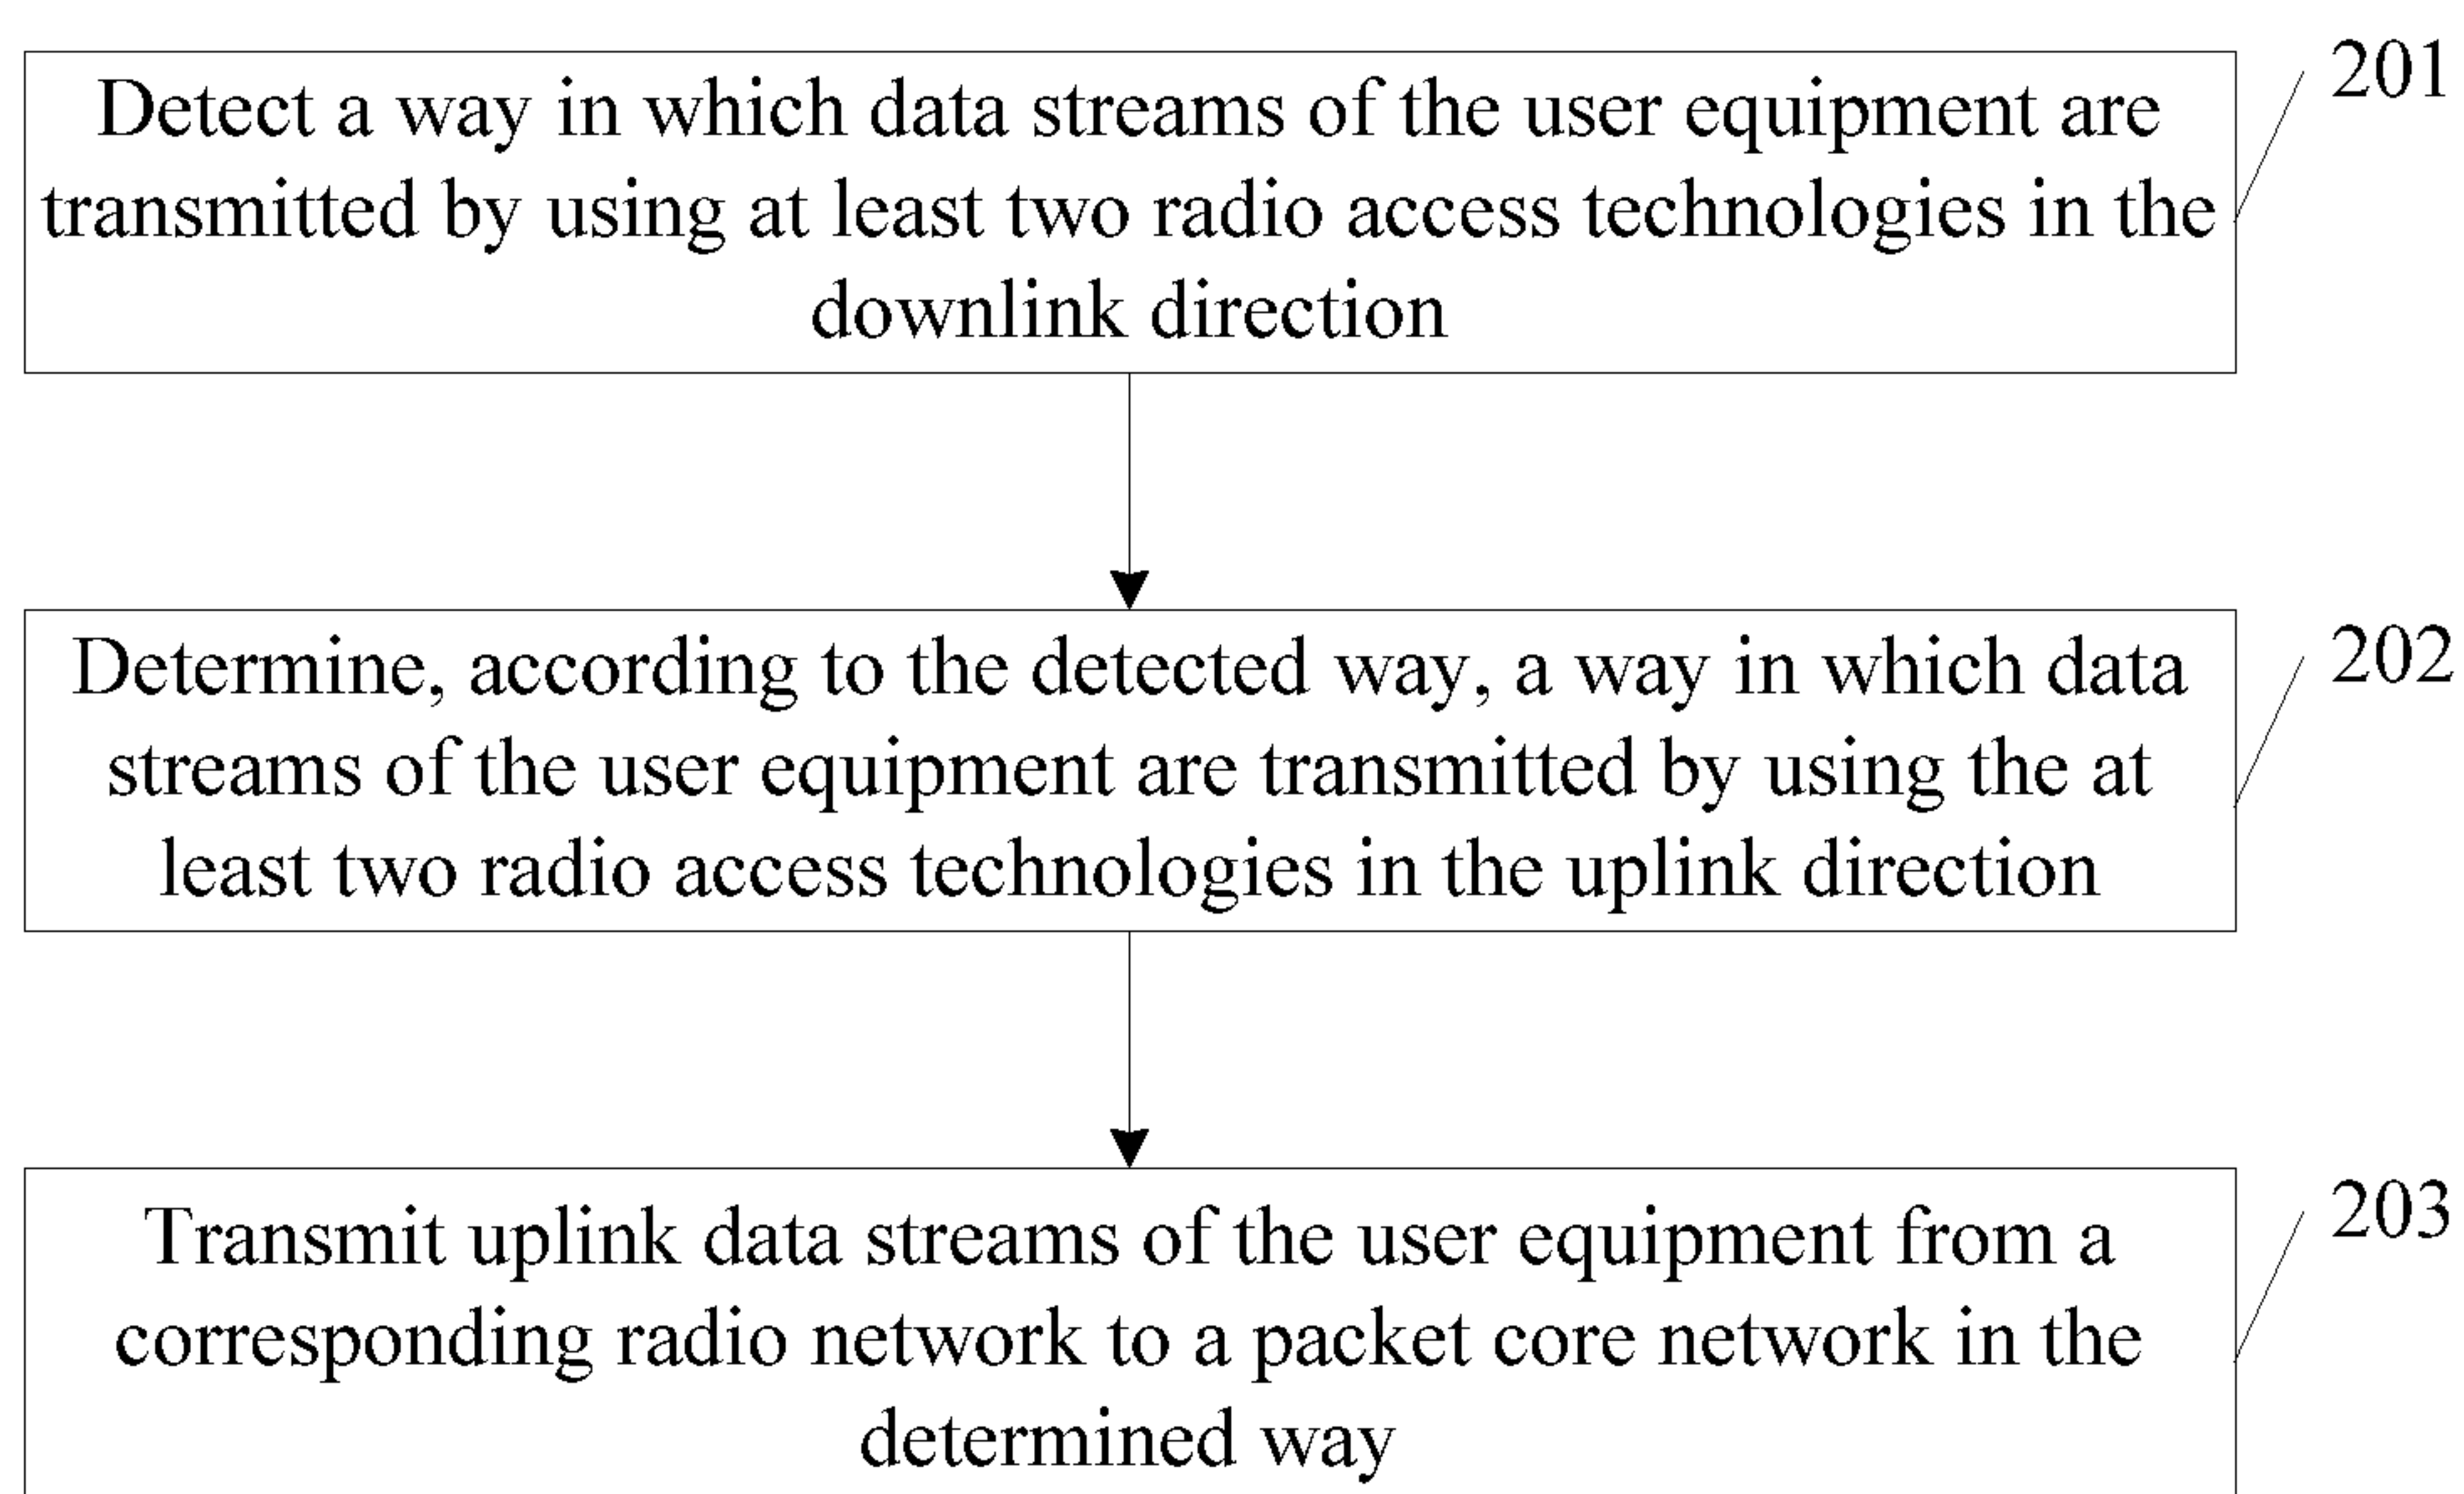 Detect a way in which data streams of the user equipment are
transmitted by using at least two radio access technologies in the
downlink direction
201
Determine, according to the detected way, a way in which data
streams of the user equipment are transmitted by using the at
least two radio access technologies in the uplink direction
202
Transmit uplink data streams of the user equipment from a
corresponding radio network to a packet core network in the
determined way
203